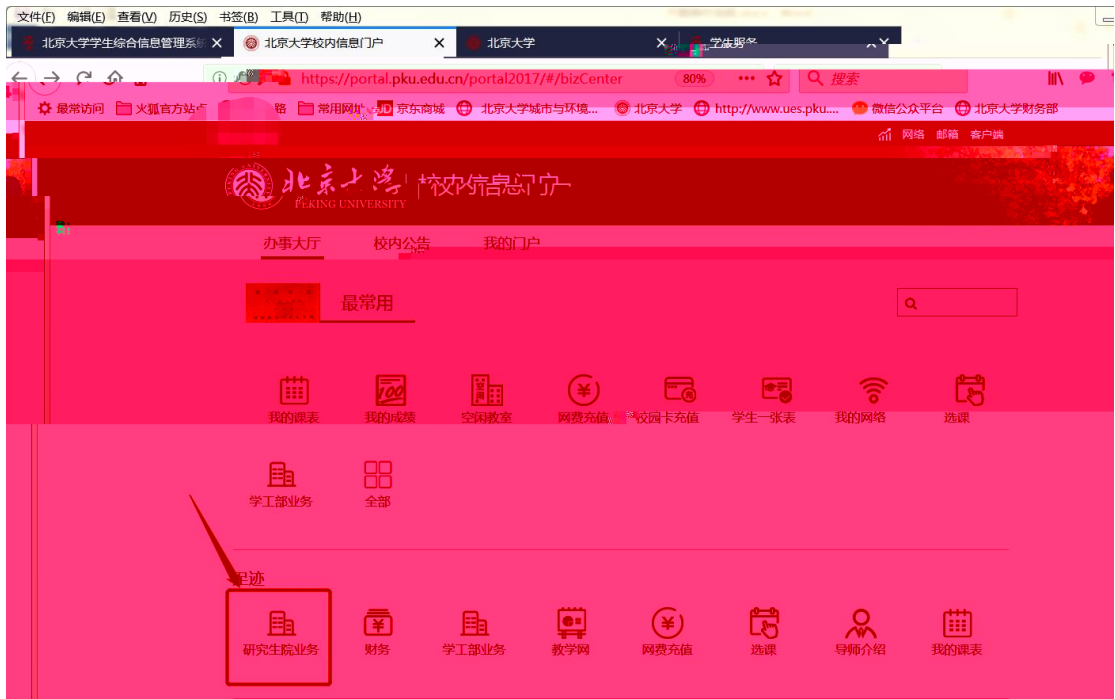 文件(F) 编辑(E) 查看(V) 历史(S) 书签(B) 工具(T) 帮助(H)
北京大学学生综合信息管理系统 × 北京大学校内信息门户 × 北京大学 ×
https://portal.pku.edu.cn/portal2017/#/bizCenter 80% 搜索
最常访问 火狐官方站点 常用网址 JD 京东商城 北京大学城市与环境... 北京大学 http://www.ues.pku.... 微信公众平台 北京大学财务部
网络 邮箱 客户端
北京大学 校内信息门户
PEKING UNIVERSITY
办事大厅 校内公告 我的门户
最常用
我的课表 我的成绩 空闲教室 网费充值 校园卡充值 学生一张表 我的网络 选课
学工部业务 全部
足迹
研究生院业务 财务 学工部业务 教学网 网费充值 选课 导师介绍 我的课表